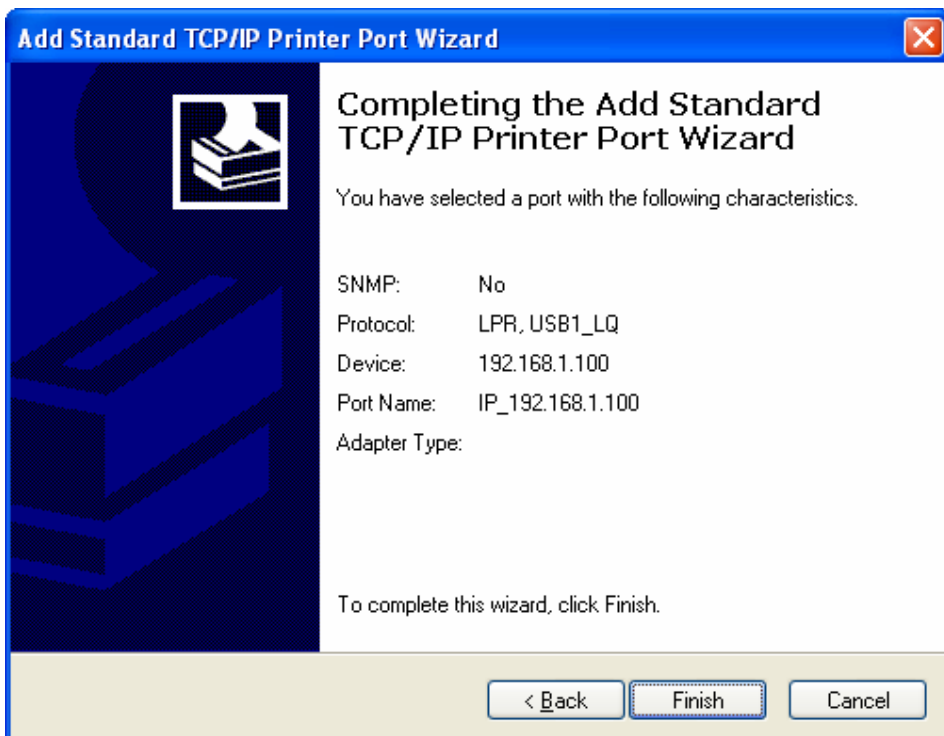 Add Standard TCP/IP Printer Port Wizard
Completing the Add Standard
TCP/IP Printer Port Wizard
You have selected a port with the following characteristics.
SNMP: No
Protocol: LPR, USB1_LQ
Device: 192.168.1.100
Port Name: IP_192.168.1.100
Adapter Type:
To complete this wizard, click Finish.
< Back Finish Cancel